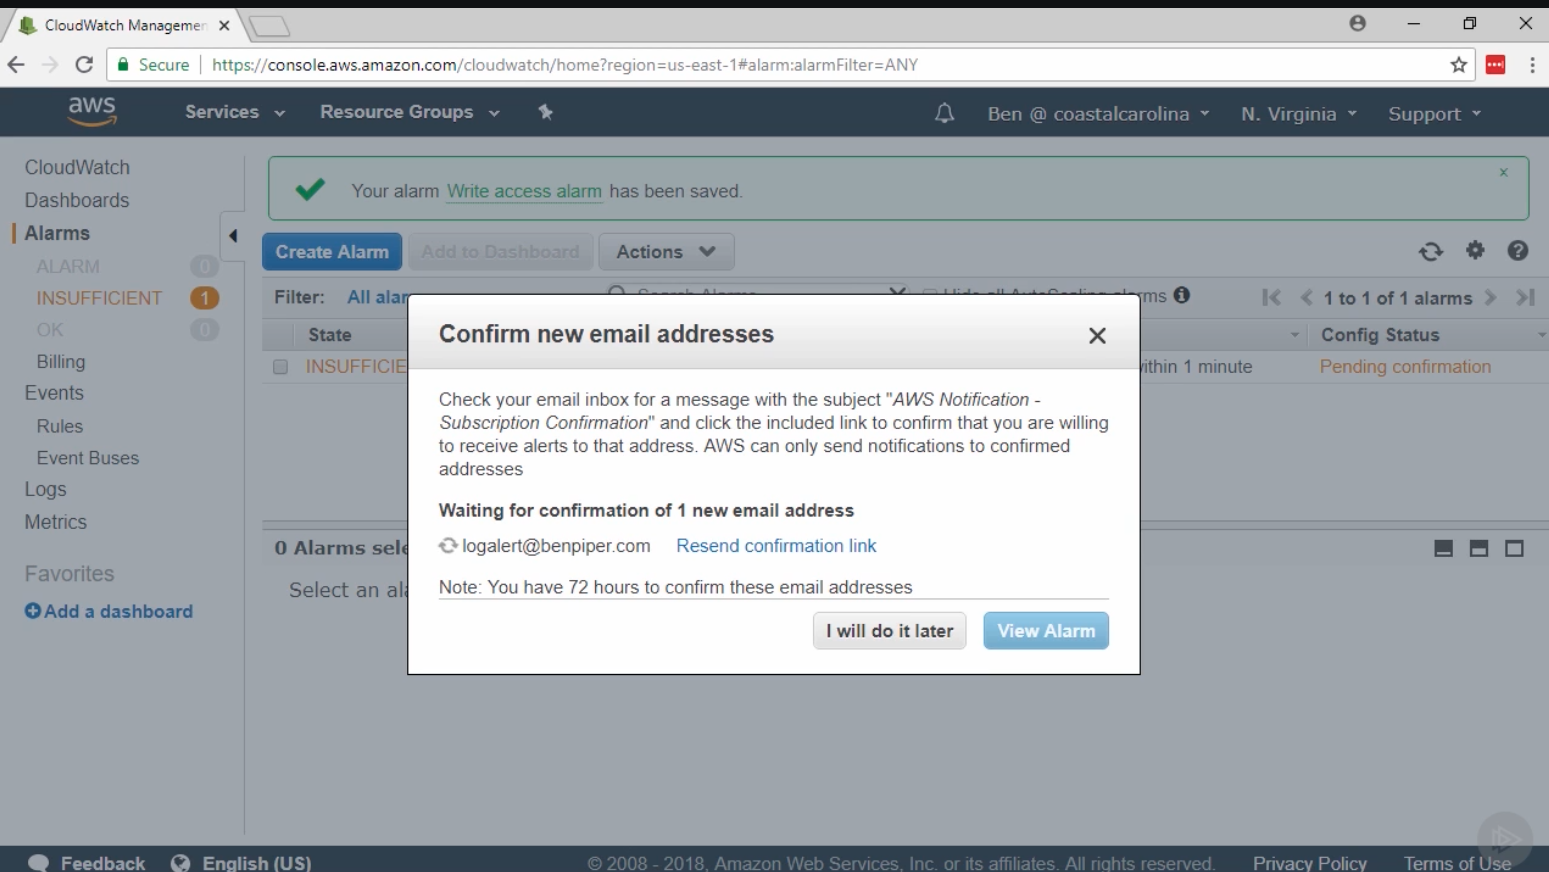 CloudWatch Managemen
Secure
https://console.aws.amazon.com/cloudwatch/home?region=us-east-1#alarm:alarmFilter=ANY
aws Services Resource Groups Ben @ coastalcarolina N. Virginia Support
CloudWatch
Dashboards
Alarms
ALARM 0
INSUFFICIENT 1
OK 0
Billing
Events
Rules
Event Buses
Logs
Metrics
Favorites
Add a dashboard
Your alarm Write access alarm has been saved. x
Create Alarm Add to Dashboard Actions
Filter: All alar Search Alarms Hide all AutoScaling alarms 1 to 1 of 1 alarms
State Config Status
INSUFFICIE ithin 1 minute Pending confirmation
Confirm new email addresses
Check your email inbox for a message with the subject "AWS Notification -
Subscription Confirmation" and click the included link to confirm that you are willing
to receive alerts to that address. AWS can only send notifications to confirmed
addresses
Waiting for confirmation of 1 new email address
logalert@benpiper.com Resend confirmation link
Note: You have 72 hours to confirm these email addresses
I will do it later View Alarm
0 Alarms sele
Select an ala
Feedback English (US) © 2008 - 2018, Amazon Web Services, Inc. or its affiliates. All rights reserved. Privacy Policy Terms of Use